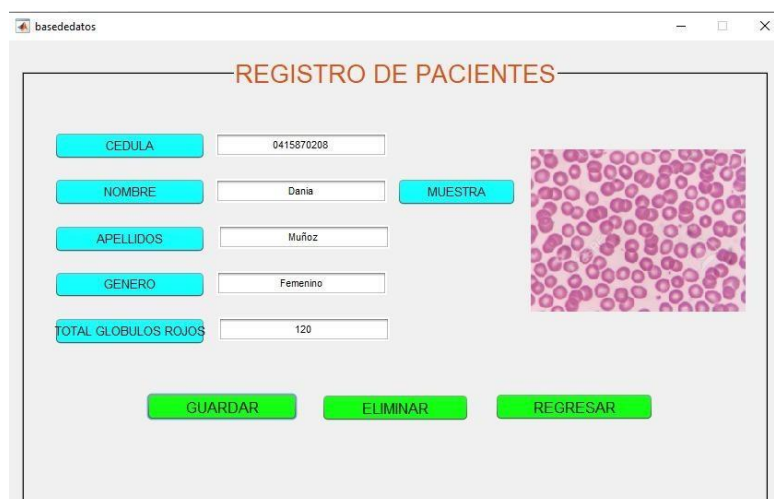 basededatos
REGISTRO DE PACIENTES
CEDULA 0415870208
NOMBRE Dania MUESTRA
APELLIDOS Muñoz
GENERO Femenino
TOTAL GLOBULOS ROJOS 120
GUARDAR ELIMINAR REGRESAR